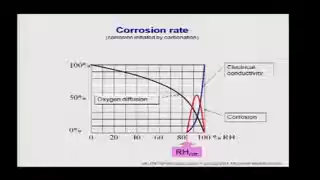 Corrosion rate
(corrosion initiated by carbonation)
100%
Electrical
conductivity
50%
Oxygen diffusion
Corrosion
0%
0 20 40 60 80 100 % RH